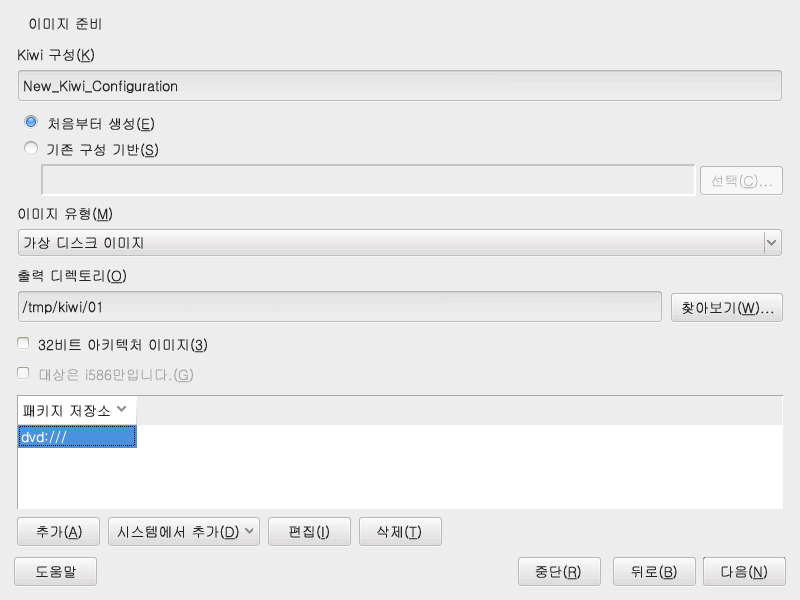 이미지 준비
Kiwi 구성(K)
New_Kiwi_Configuration
처음부터 생성(E)
기존 구성 기반(S)
선택(C)...
이미지 유형(M)
가상 디스크 이미지
출력 디렉토리(O)
/tmp/kiwi/01
찾아보기(W)...
32비트 아키텍처 이미지(3)
대상은 i586만입니다.(G)
패키지 저장소
dvd:///
추가(A) 시스템에서 추가(D) 편집(I) 삭제(T)
도움말 중단(R) 뒤로(B) 다음(N)